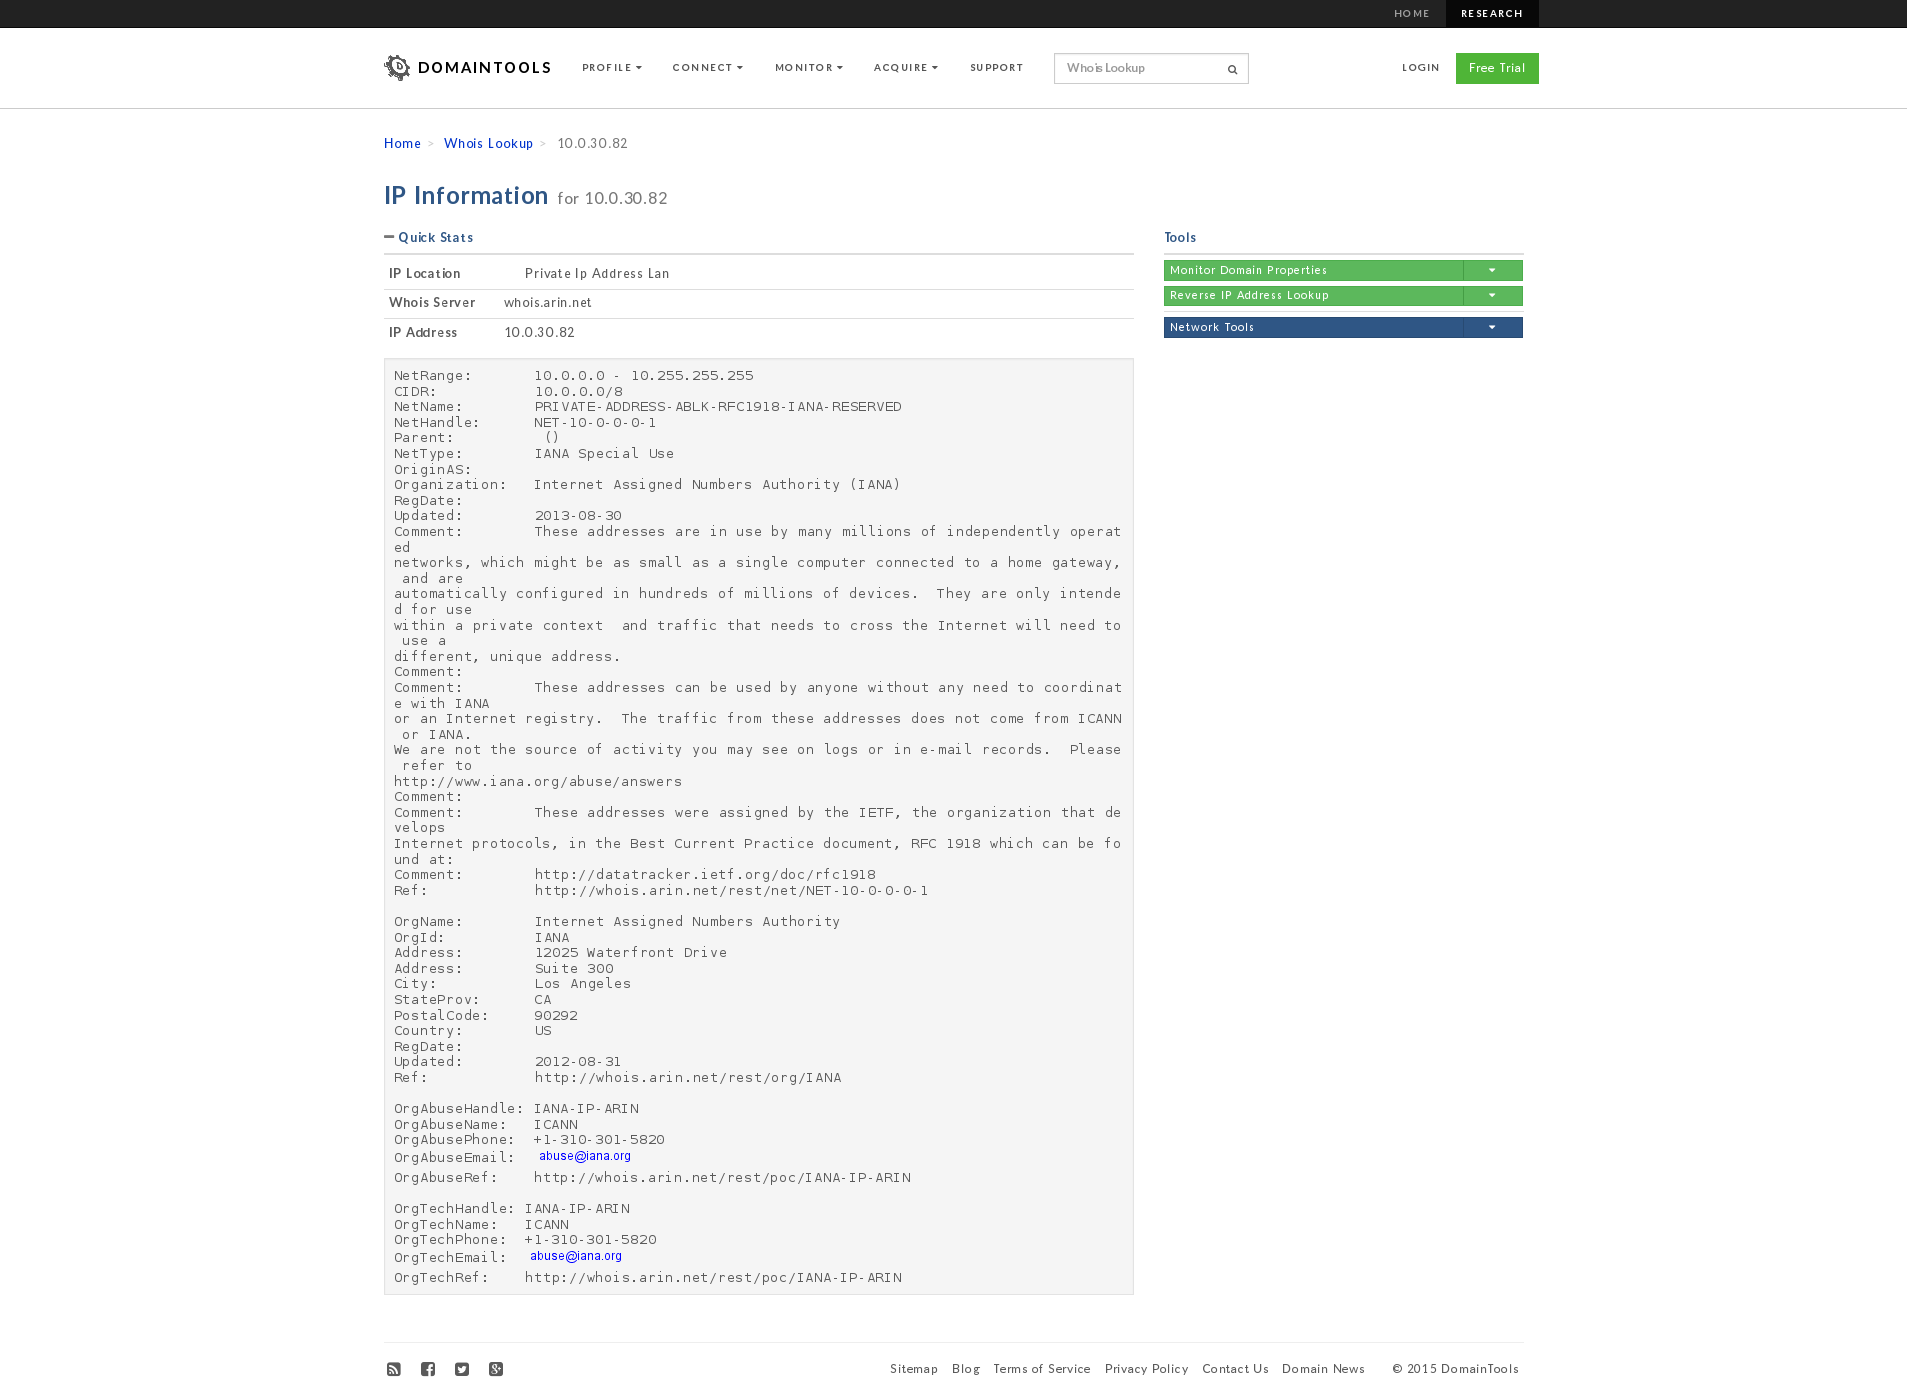 HOME RESEARCH
DOMAINTOOLS PROFILE CONNECT MONITOR ACQUIRE SUPPORT Whois Lookup LOGIN Free Trial
Home > Whois Lookup > 10.0.30.82
IP Information for 10.0.30.82
Quick Stats
IP Location Private Ip Address Lan
Whois Server whois.arin.net
IP Address 10.0.30.82
Tools
Monitor Domain Properties
Reverse IP Address Lookup
Network Tools
NetRange: 10.0.0.0 - 10.255.255.255
CIDR: 10.0.0.0/8
NetName: PRIVATE-ADDRESS-ABLK-RFC1918-IANA-RESERVED
NetHandle: NET-10-0-0-0-1
Parent: ()
NetType: IANA Special Use
OriginAS:
Organization: Internet Assigned Numbers Authority (IANA)
RegDate:
Updated: 2013-08-30
Comment: These addresses are in use by many millions of independently operat
ed
networks, which might be as small as a single computer connected to a home gateway,
and are
automatically configured in hundreds of millions of devices. They are only intende
d for use
within a private context and traffic that needs to cross the Internet will need to
use a
different, unique address.
Comment:
Comment: These addresses can be used by anyone without any need to coordinat
e with IANA
or an Internet registry. The traffic from these addresses does not come from ICANN
or IANA.
We are not the source of activity you may see on logs or in e-mail records. Please
refer to
http://www.iana.org/abuse/answers
Comment:
Comment: These addresses were assigned by the IETF, the organization that de
velops
Internet protocols, in the Best Current Practice document, RFC 1918 which can be fo
und at:
Comment: http://datatracker.ietf.org/doc/rfc1918
Ref: http://whois.arin.net/rest/net/NET-10-0-0-0-1
OrgName: Internet Assigned Numbers Authority
OrgId: IANA
Address: 12025 Waterfront Drive
Address: Suite 300
City: Los Angeles
StateProv: CA
PostalCode: 90292
Country: US
RegDate:
Updated: 2012-08-31
Ref: http://whois.arin.net/rest/org/IANA
OrgAbuseHandle: IANA-IP-ARIN
OrgAbuseName: ICANN
OrgAbusePhone: +1-310-301-5820
OrgAbuseEmail: abuse@iana.org
OrgAbuseRef: http://whois.arin.net/rest/poc/IANA-IP-ARIN
OrgTechHandle: IANA-IP-ARIN
OrgTechName: ICANN
OrgTechPhone: +1-310-301-5820
OrgTechEmail: abuse@iana.org
OrgTechRef: http://whois.arin.net/rest/poc/IANA-IP-ARIN
Sitemap Blog Terms of Service Privacy Policy Contact Us Domain News © 2015 DomainTools